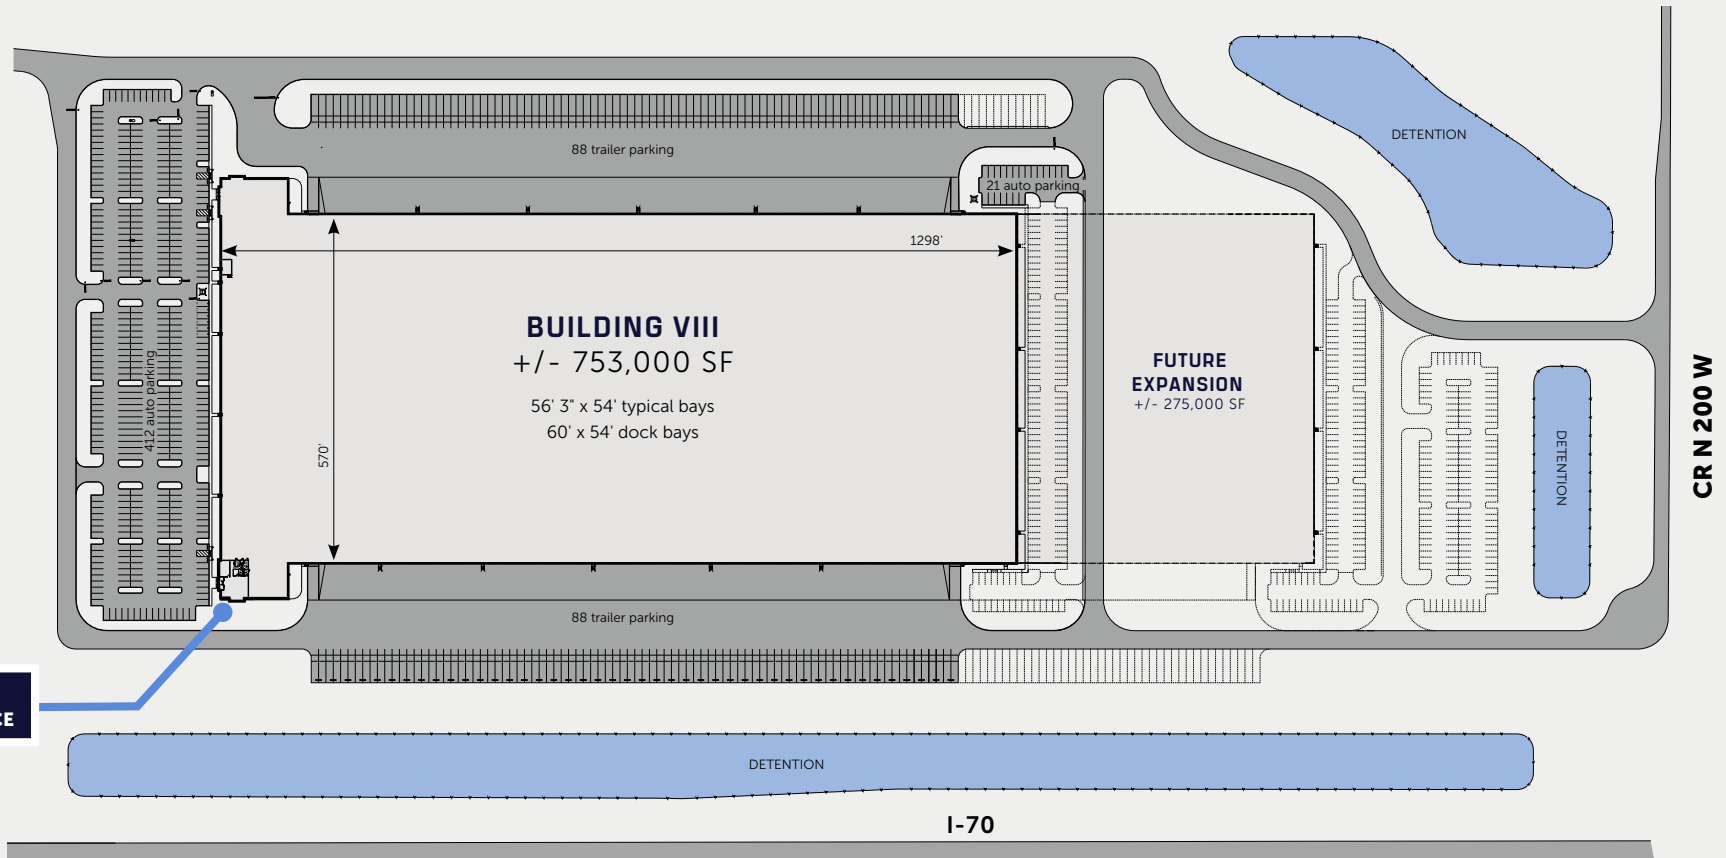 DETENTION
88 trailer parking
21 auto parking
1298'
BUILDING VIII
+/- 753,000 SF
56' 3" x 54' typical bays
60' x 54' dock bays
570'
412 auto parking
FUTURE
EXPANSION
+/- 275,000 SF
DETENTION
CR N 200 W
88 trailer parking
DETENTION
I-70